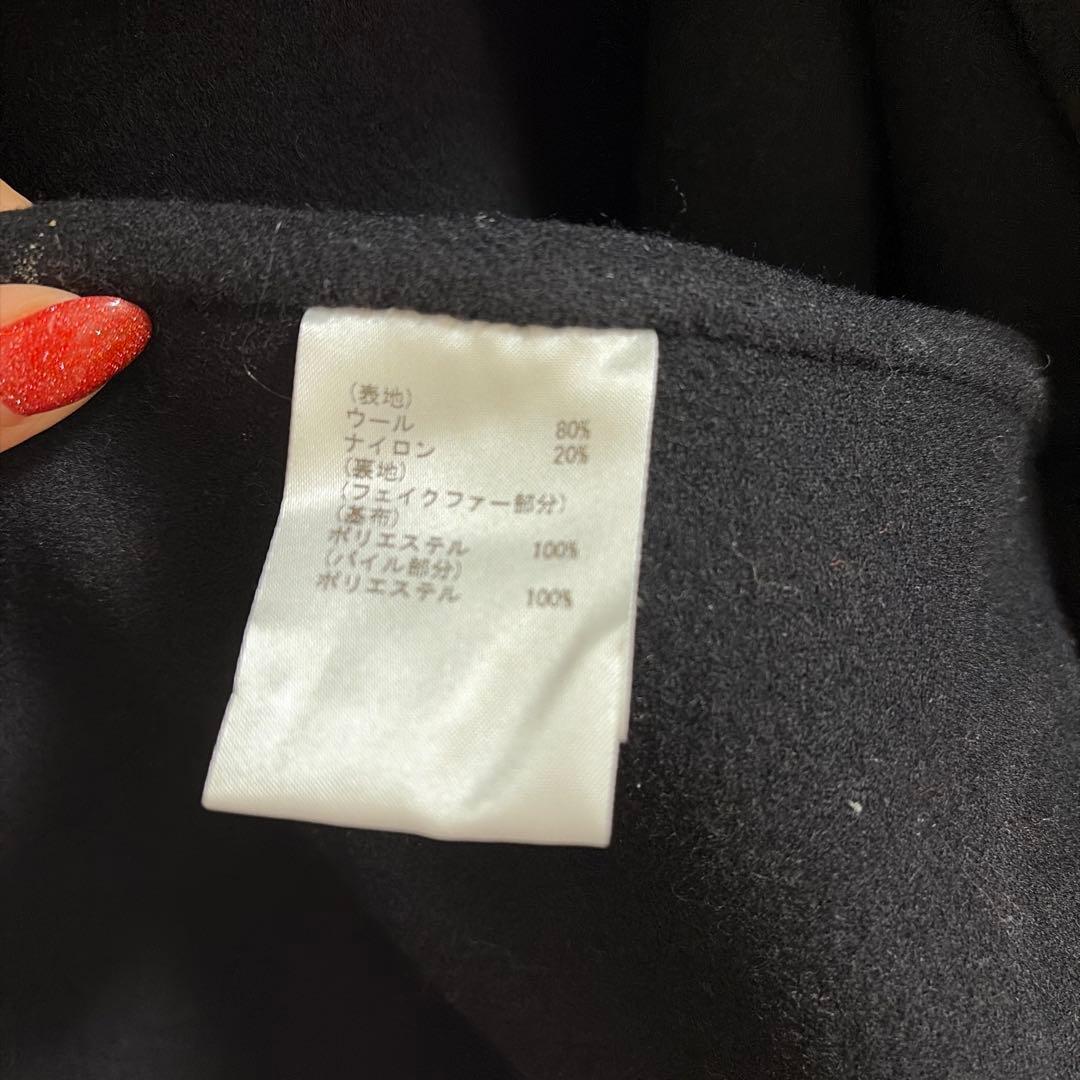 (表地)
ウール 80%
ナイロン 20%
(裏地)
(フェイクファー部分)
(基布)
ポリエステル 100%
(パイル部分)
ポリエステル 100%